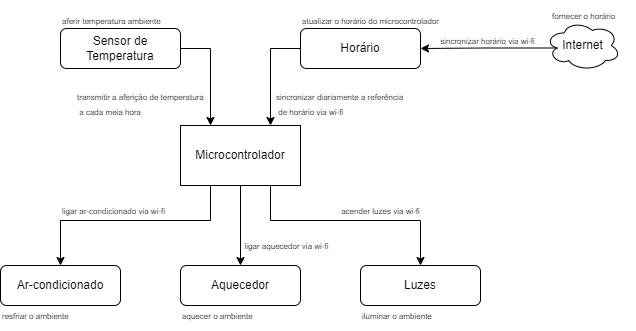 fornecer o horário
aferir temperatura ambiente
atualizar o horário do microcontrolador
Sensor de
Temperatura
Horário
sincronizar horário via wi-fi
Internet
transmitir a aferição de temperatura
a cada meia hora
sincronizar diariamente a referência
de horário via wi-fi
Microcontrolador
ligar ar-condicionado via wi-fi
acender luzes via wi-fi
ligar aquecedor via wi-fi
Ar-condicionado
Aquecedor
Luzes
resfriar o ambiente
aquecer o ambiente
iluminar o ambiente